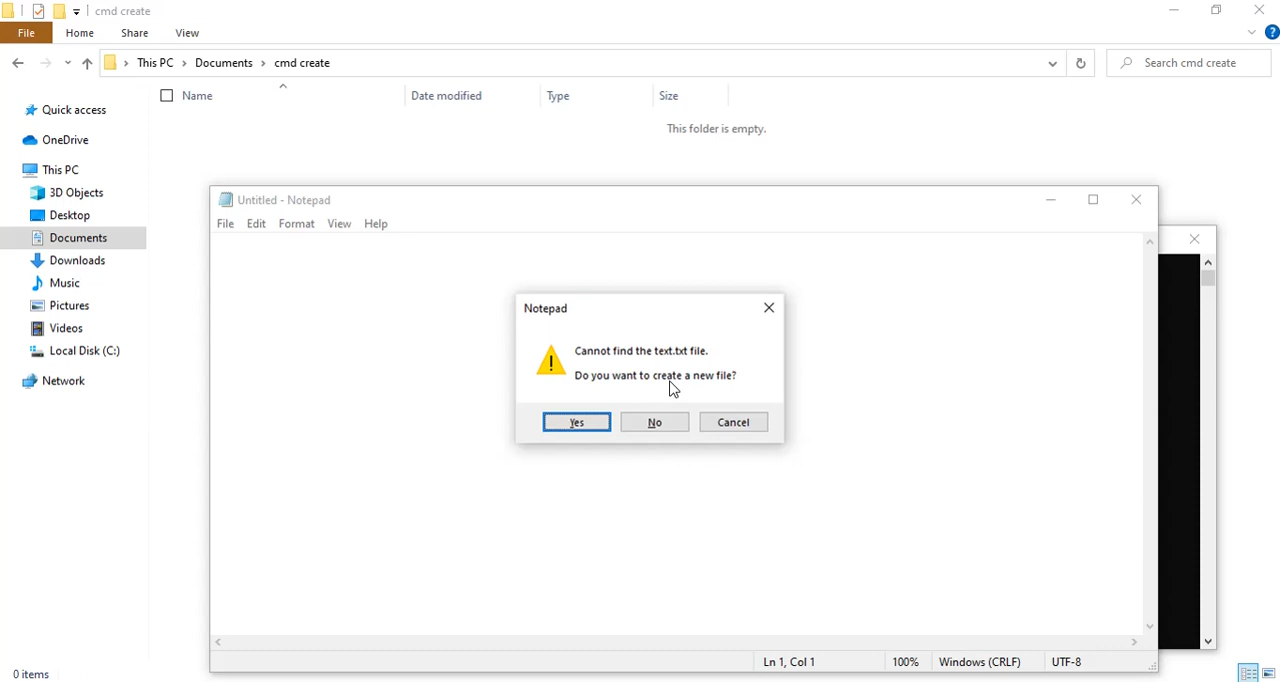 cmd create
File Home Share View
This PC Documents cmd create
Search cmd create
Name Date modified Type Size
This folder is empty.
Quick access
OneDrive
This PC
3D Objects
Desktop
Documents
Downloads
Music
Pictures
Videos
Local Disk (C:)
Network
0 items
Untitled - Notepad
File Edit Format View Help
Notepad
Cannot find the text.txt file.
Do you want to create a new file?
Yes No Cancel
Ln 1, Col 1 100% Windows (CRLF) UTF-8